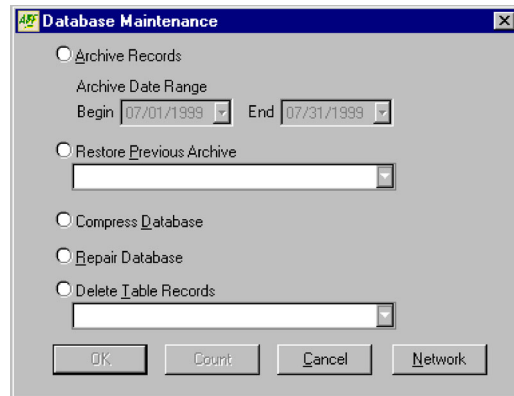 Database Maintenance
Archive Records
Archive Date Range
Begin 07/01/1999 End 07/31/1999
Restore Previous Archive
Compress Database
Repair Database
Delete Table Records
OK Count Cancel Network